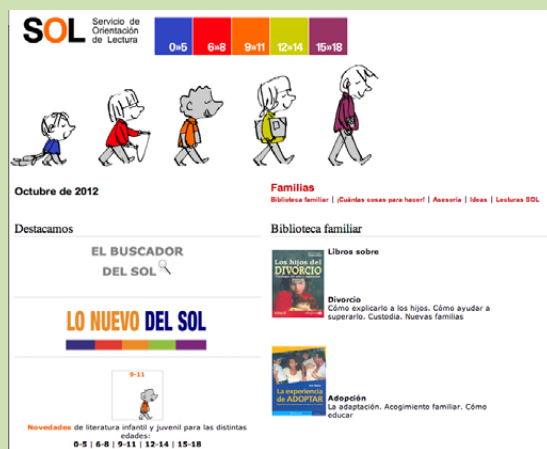 SOL Servicio de
Orientación
de Lectura
0»5 6»8 9»11 12»14 15»18
Octubre de 2012
Familias
Biblioteca familiar | ¡Cuántas cosas para hacer! | Asesoría | Ideas | Lecturas SOL
Destacamos
EL BUSCADOR
DEL SOL
LO NUEVO DEL SOL
9-11
Novedades de literatura infantil y juvenil para las distintas
edades:
0-5 | 6-8 | 9-11 | 12-14 | 15-18
Biblioteca familiar
Los hijos del
DIVORCIO
Libros sobre
Divorcio
Cómo explicarlo a los hijos. Cómo ayudar a
superarlo. Custodia. Nuevas familias
La experiencia
de ADOPTAR
Adopción
La adaptación. Acogimiento familiar. Cómo
educar